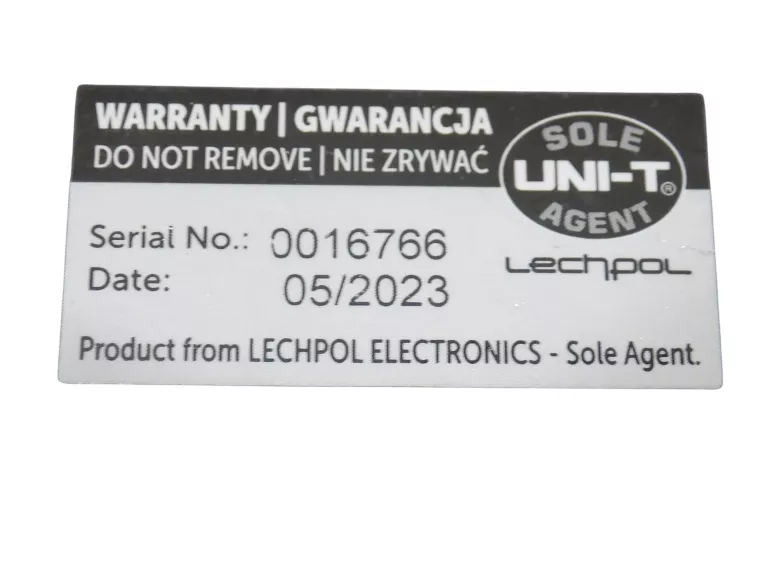 WARRANTY | GWARANCJA
DO NOT REMOVE | NIE ZRYWAĆ
SOLE
UNI-T®
AGENT
Lechpol
Serial No.: 0016766
Date: 05/2023
Product from LECHPOL ELECTRONICS - Sole Agent.